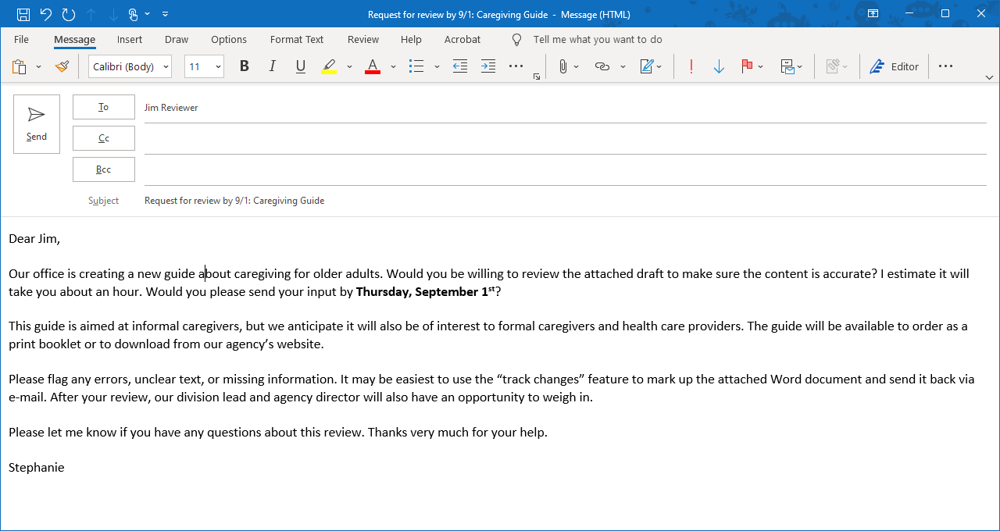 Request for review by 9/1: Caregiving Guide - Message (HTML)
File Message Insert Draw Options Format Text Review Help Acrobat Tell me what you want to do
Calibri (Body) 11 B I U A Editor
To Jim Reviewer
Send
Cc
Bcc
Subject Request for review by 9/1: Caregiving Guide
Dear Jim,
Our office is creating a new guide about caregiving for older adults. Would you be willing to review the attached draft to make sure the content is accurate? I estimate it will
take you about an hour. Would you please send your input by Thursday, September 1st?
This guide is aimed at informal caregivers, but we anticipate it will also be of interest to formal caregivers and health care providers. The guide will be available to order as a
print booklet or to download from our agency’s website.
Please flag any errors, unclear text, or missing information. It may be easiest to use the “track changes” feature to mark up the attached Word document and send it back via
e-mail. After your review, our division lead and agency director will also have an opportunity to weigh in.
Please let me know if you have any questions about this review. Thanks very much for your help.
Stephanie